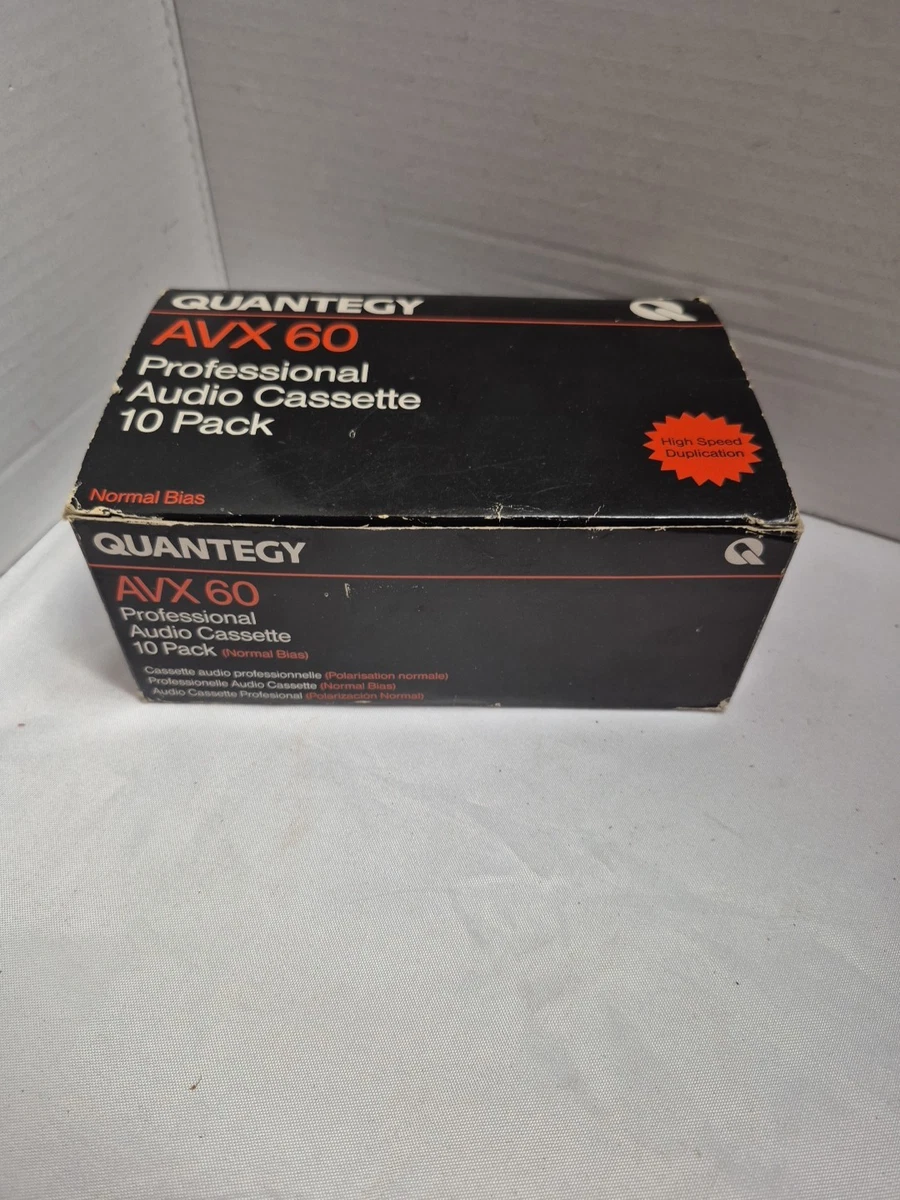 QUANTEGY
AVX 60
Professional
Audio Cassette
10 Pack
High Speed
Duplication
Normal Bias
QUANTEGY
AVX 60
Professional
Audio Cassette
10 Pack (Normal Bias)
Cassette audio professionnelle (Polarisation normale)
Professionelle Audio Cassette (Normal Bias)
Audio Cassette Profesional (Polarización Normal)